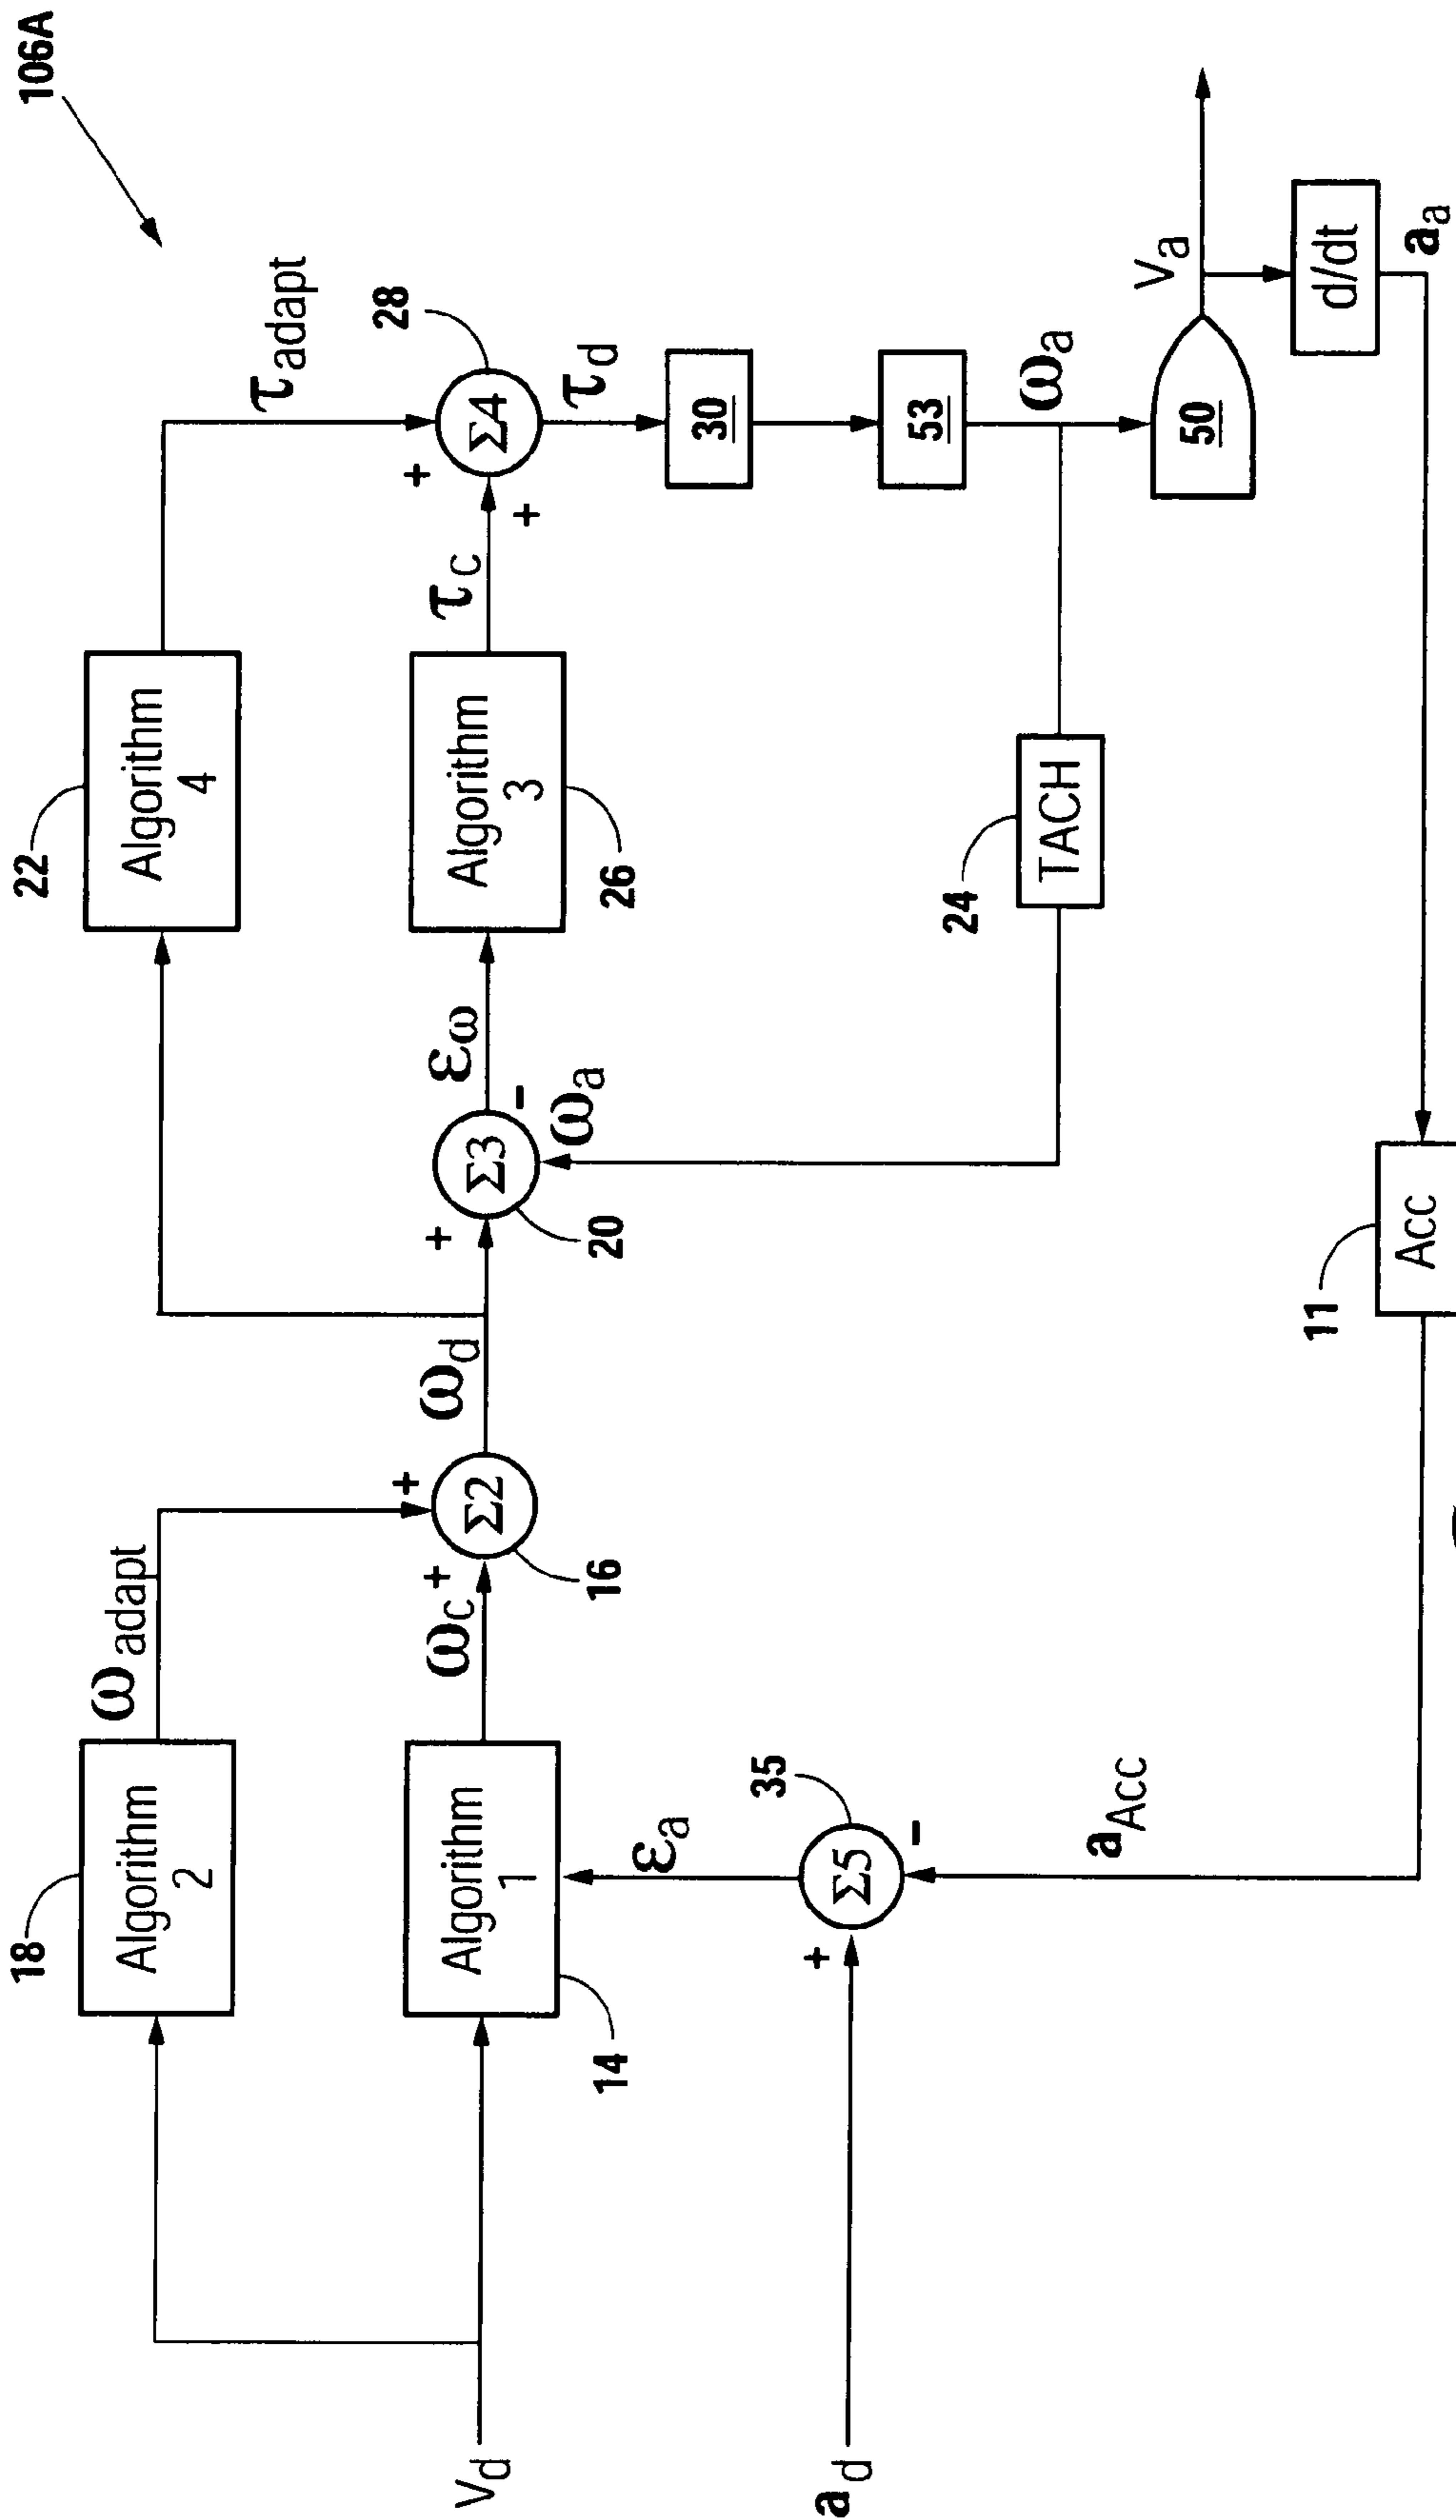 106A
22
Algorithm
4
τadapt
28
18
Algorithm
2
ωadapt
Vd
Algorithm
1
14
ωc
+
+
Σ2
16
ωd
+
Σ3
20
-
ωa
εω
Algorithm
3
26
τc
+
+
Σ4
τd
30
53
ωa
50
Va
d/dt
aa
24
TACH
ad
+
Σ5
35
-
εa
aAcc
11
Acc